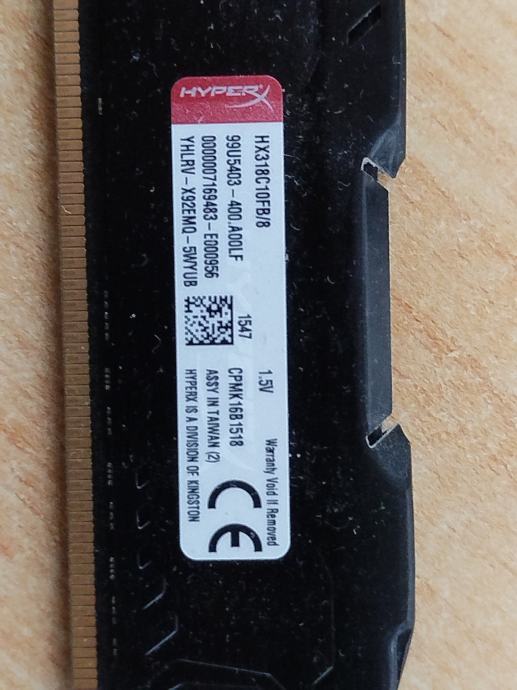 HYPERX
HX318C10FB/8
99U5403-400.A00LF
0000007169483-E000956
YHLRV-X92EMQ-5WYUB
1547
1.5V
CPMK16B1518
ASSY IN TAIWAN (2)
HYPERX IS A DIVISION OF KINGSTON
Warranty Void If Removed
CE